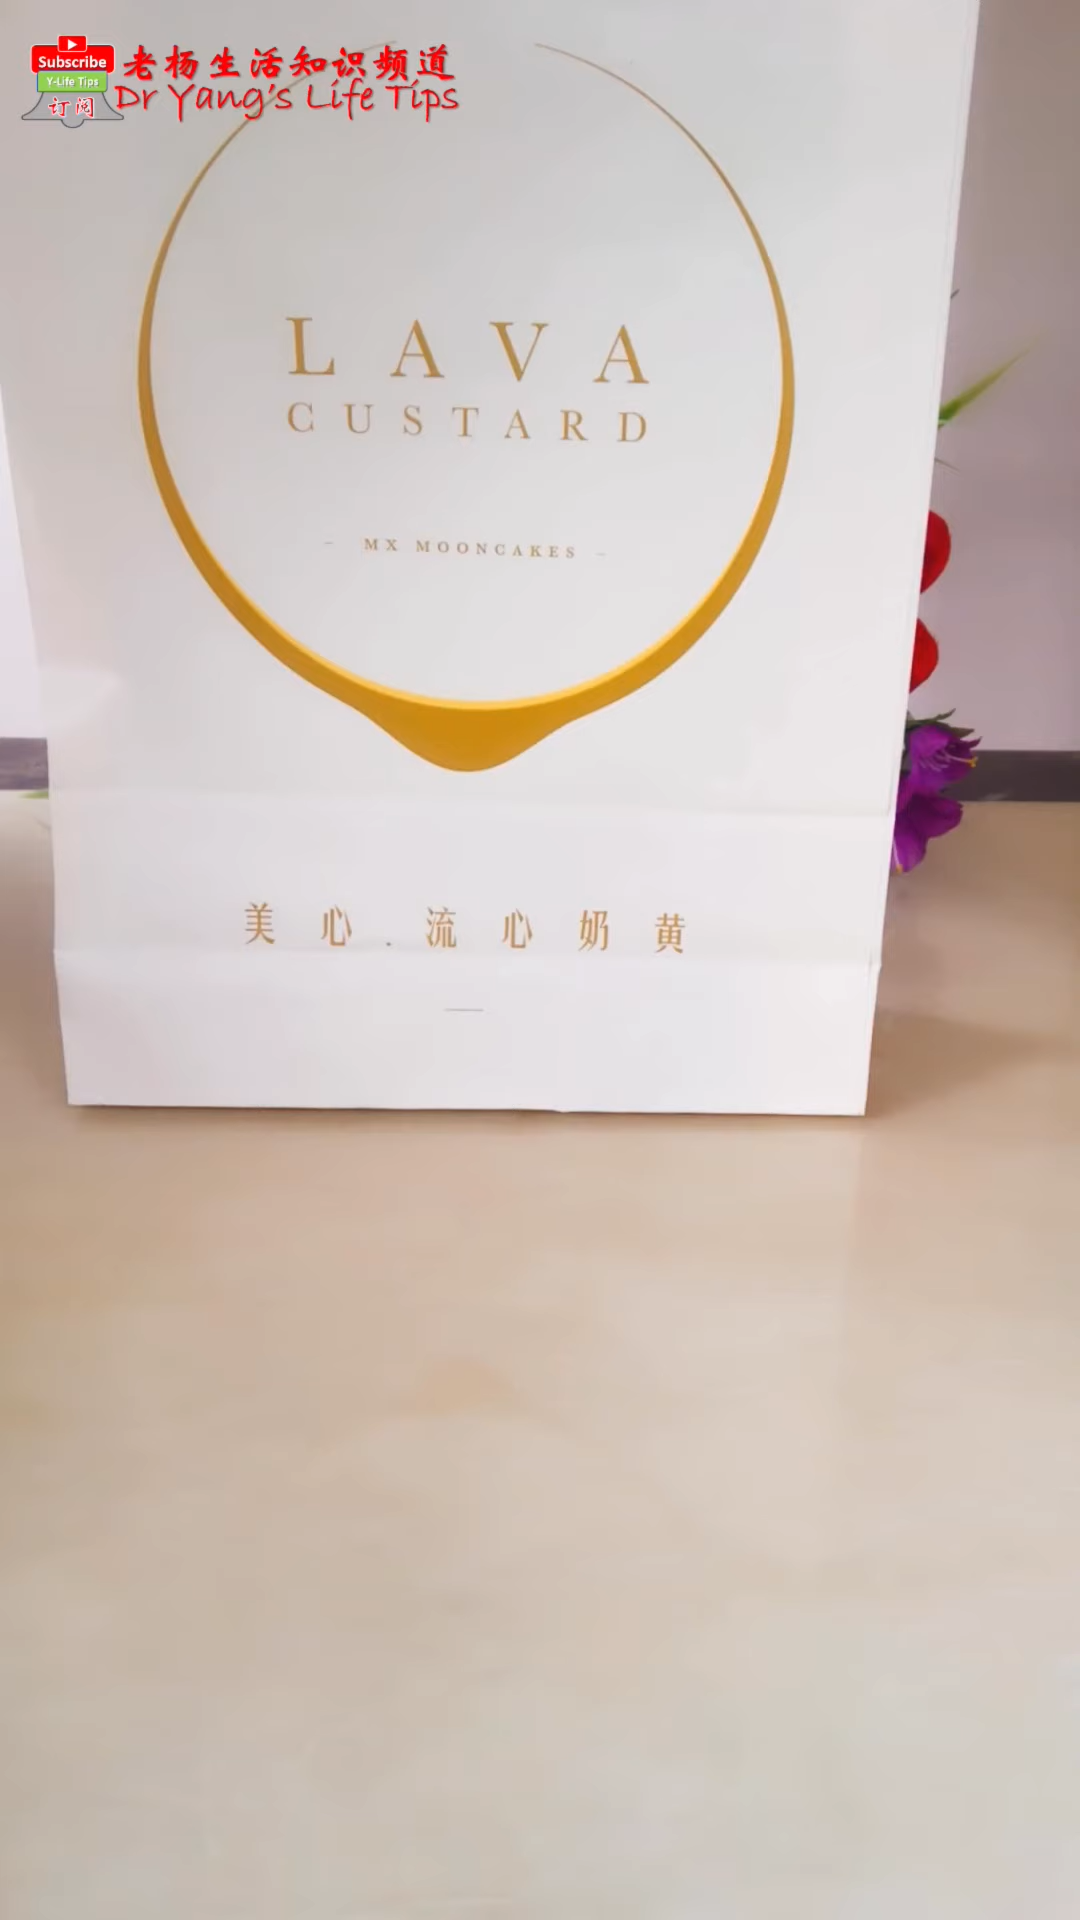 Subscribe
Y-Life Tips
订阅
老杨生活知识频道
Dr Yang's Life Tips
LAVA
CUSTARD
- MX MOONCAKES -
美心.流心奶黄